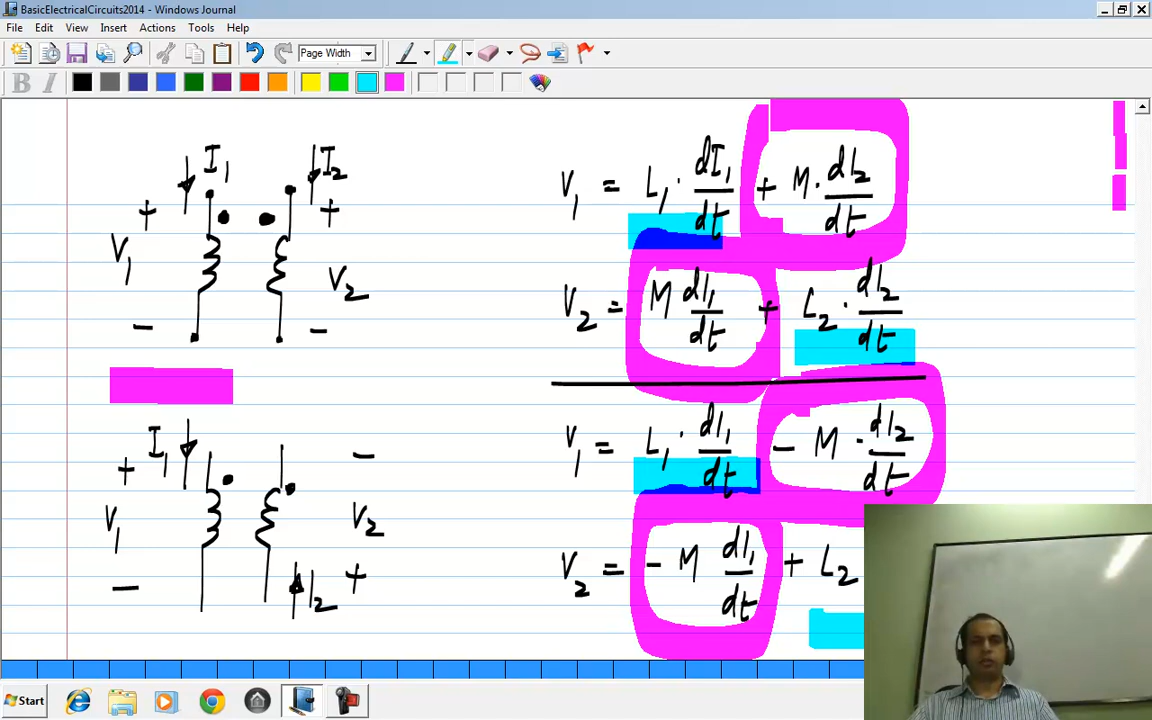 BasicElectricalCircuits2014 - Windows Journal
File Edit View Insert Actions Tools Help
Page Width
B I
I₁ I₂
+ +
V₁ V₂
− −
V₁ = L₁ · dI₁/dt + M · dI₂/dt
V₂ = M dI₁/dt + L₂ · dI₂/dt
I₁ −
+
V₁ V₂
− I₂ +
V₁ = L₁ · dI₁/dt − M · dI₂/dt
V₂ = − M dI₁/dt + L₂
Start